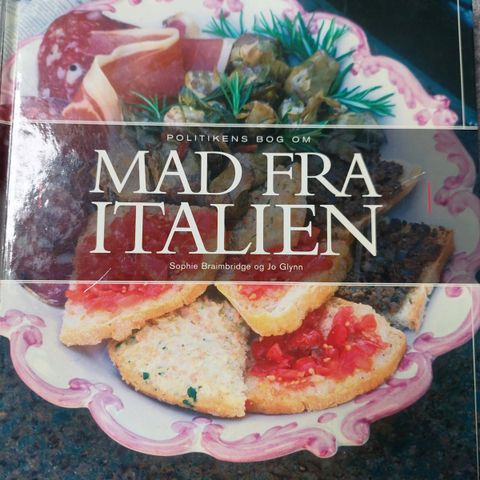 POLITIKENS BOG OM
MAD FRA
ITALIEN
Sophie Braimbridge og Jo Glynn